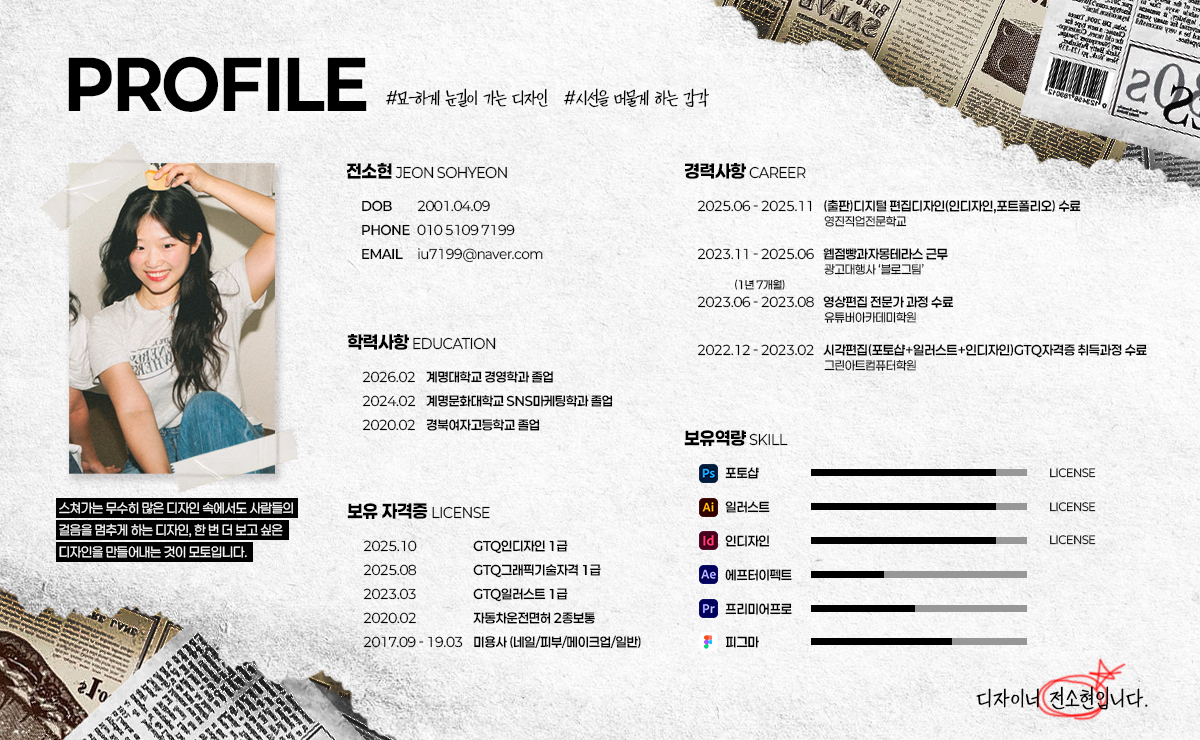 PROFILE
#묘-하게 눈길이 가는 디자인 #시선을 머물게 하는 감각
전소현 JEON SOHYEON
DOB 2001.04.09
PHONE 010 5109 7199
EMAIL iu7199@naver.com
학력사항 EDUCATION
2026.02 계명대학교 경영학과 졸업
2024.02 계명문화대학교 SNS마케팅학과 졸업
2020.02 경북여자고등학교 졸업
보유 자격증 LICENSE
2025.10 GTQ인디자인 1급
2025.08 GTQ그래픽기술자격 1급
2023.03 GTQ일러스트 1급
2020.02 자동차운전면허 2종보통
2017.09 - 19.03 미용사 (네일/피부/메이크업/일반)
스쳐가는 무수히 많은 디자인 속에서도 사람들의
걸음을 멈추게 하는 디자인, 한 번 더 보고 싶은
디자인을 만들어내는 것이 모토입니다.
경력사항 CAREER
2025.06 - 2025.11 (출판)디지털 편집디자인(인디자인,포트폴리오) 수료
영진직업전문학교
2023.11 - 2025.06 웹점빵과자몽테라스 근무
광고대행사 '블로그팀'
(1년 7개월)
2023.06 - 2023.08 영상편집 전문가 과정 수료
유튜버아카데미학원
2022.12 - 2023.02 시각편집(포토샵+일러스트+인디자인)GTQ자격증 취득과정 수료
그린아트컴퓨터학원
보유역량 SKILL
Ps 포토샵 LICENSE
Ai 일러스트 LICENSE
Id 인디자인 LICENSE
Ae 에프터이펙트
Pr 프리미어프로
피그마
디자이너 전소현입니다.